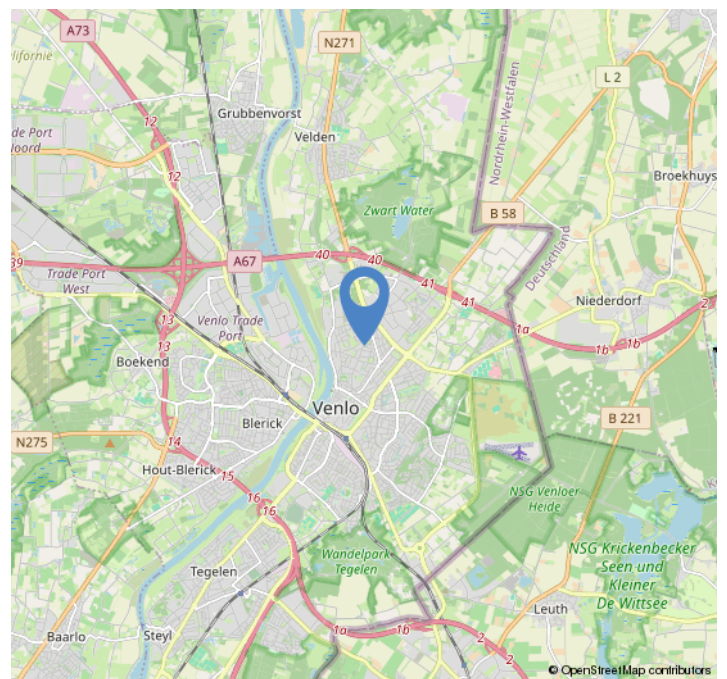 A73
N271
L 2
lifornie
Grubbenvorst
Velden
Nordrhein-Westfalen
12
de Port
oord
12
Broekhuys
Zwart Water
B 58
Deutschland
39
A67
40
40
Trade Port
West
41
41
Niederdorf
2
13
Venlo Trade
Port
1a
1b
1b
13
Boekend
Venlo
B 221
Blerick
N275
14
Hout-Blerick
15
NSG Venloer
Heide
16
16
NSG Krickenbecker
Seen und
Kleiner
De Wittsee
Wandelpark
Tegelen
Tegelen
Leuth
Baarlo
Steyl
1a
1b
2
2
© OpenStreetMap contributors